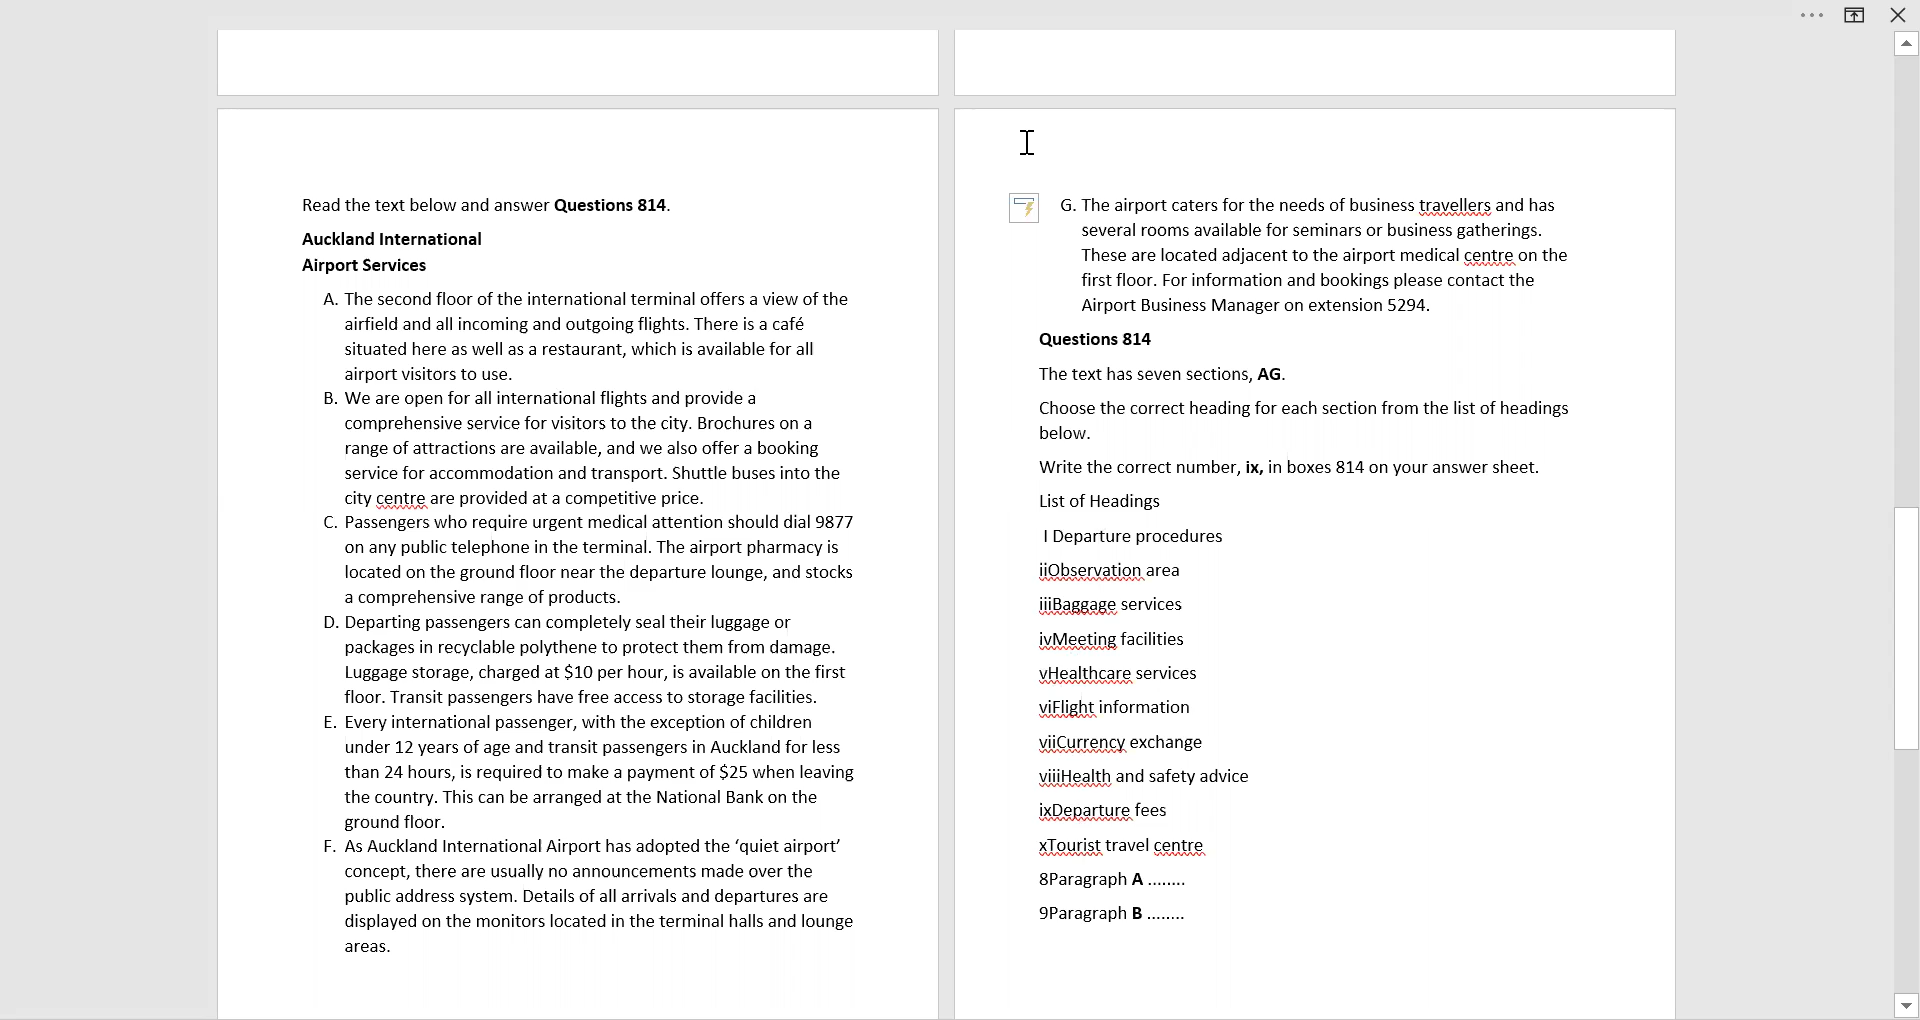 Read the text below and answer Questions 814.
Auckland International
Airport Services
A. The second floor of the international terminal offers a view of the
airfield and all incoming and outgoing flights. There is a café
situated here as well as a restaurant, which is available for all
airport visitors to use.
B. We are open for all international flights and provide a
comprehensive service for visitors to the city. Brochures on a
range of attractions are available, and we also offer a booking
service for accommodation and transport. Shuttle buses into the
city centre are provided at a competitive price.
C. Passengers who require urgent medical attention should dial 9877
on any public telephone in the terminal. The airport pharmacy is
located on the ground floor near the departure lounge, and stocks
a comprehensive range of products.
D. Departing passengers can completely seal their luggage or
packages in recyclable polythene to protect them from damage.
Luggage storage, charged at $10 per hour, is available on the first
floor. Transit passengers have free access to storage facilities.
E. Every international passenger, with the exception of children
under 12 years of age and transit passengers in Auckland for less
than 24 hours, is required to make a payment of $25 when leaving
the country. This can be arranged at the National Bank on the
ground floor.
F. As Auckland International Airport has adopted the ‘quiet airport’
concept, there are usually no announcements made over the
public address system. Details of all arrivals and departures are
displayed on the monitors located in the terminal halls and lounge
areas.
G. The airport caters for the needs of business travellers and has
several rooms available for seminars or business gatherings.
These are located adjacent to the airport medical centre on the
first floor. For information and bookings please contact the
Airport Business Manager on extension 5294.
Questions 814
The text has seven sections, AG.
Choose the correct heading for each section from the list of headings
below.
Write the correct number, ix, in boxes 814 on your answer sheet.
List of Headings
I Departure procedures
iiObservation area
iiiBaggage services
ivMeeting facilities
vHealthcare services
viFlight information
viiCurrency exchange
viiiHealth and safety advice
ixDeparture fees
xTourist travel centre
8Paragraph A ........
9Paragraph B ........